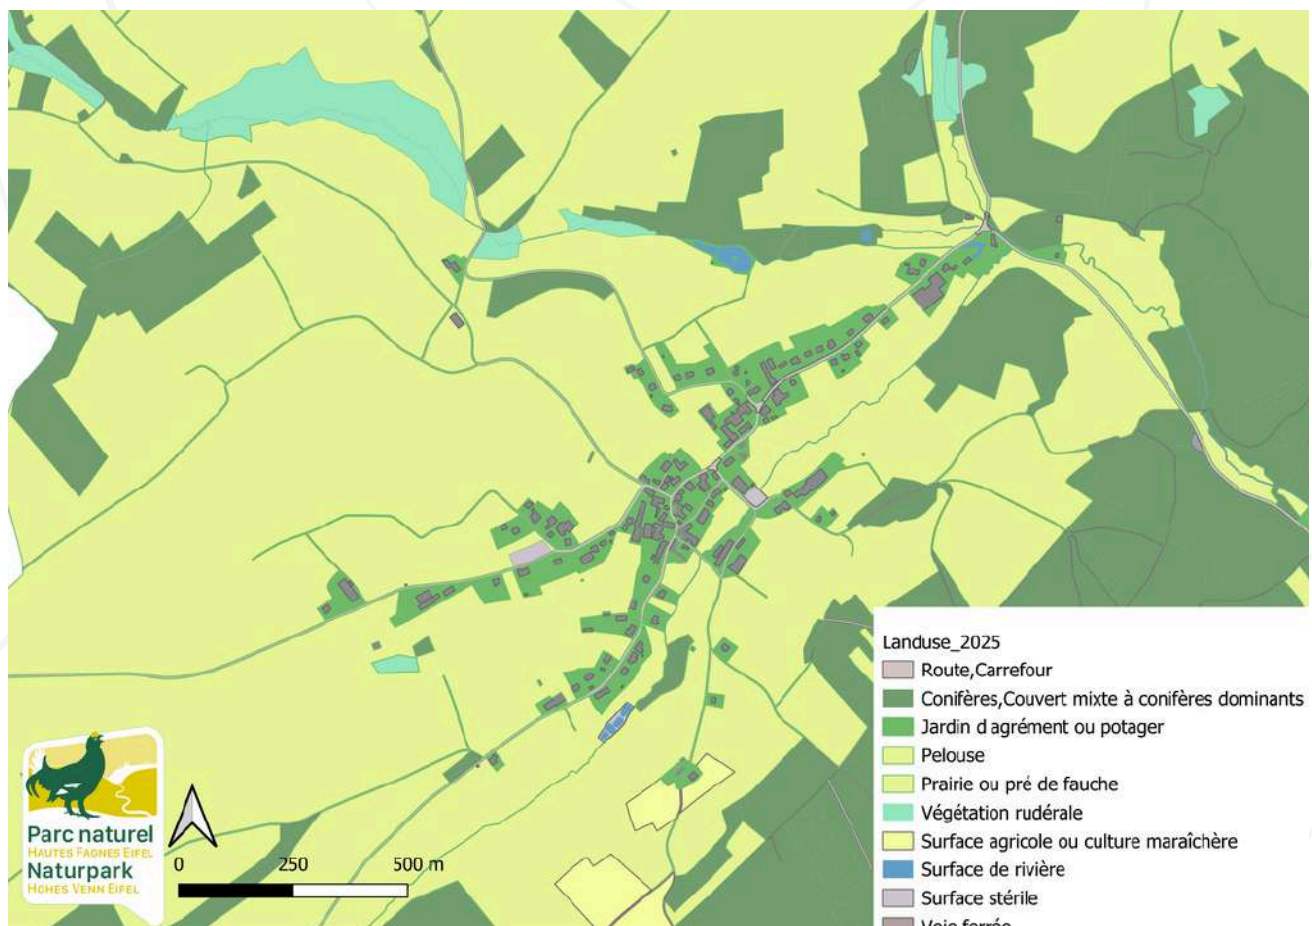 Landuse_2025
Route,Carrefour
Conifères,Couvert mixte à conifères dominants
Jardin d'agrément ou potager
Pelouse
Prairie ou pré de fauche
Végétation rudérale
Surface agricole ou culture maraîchère
Surface de rivière
Surface stérile
Voie ferrée
Parc naturel
HAUTES FAGNES EIFEL
Naturpark
HOHES VENN EIFEL
0 250 500 m